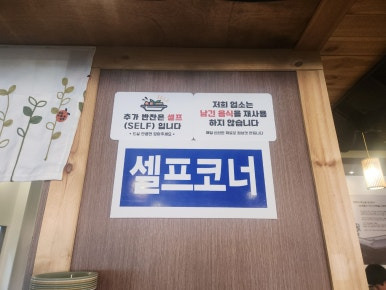 추가 반찬은 셀프
(SELF) 입니다
저희 업소는
남긴 음식을 재사용
하지 않습니다
셀프코너